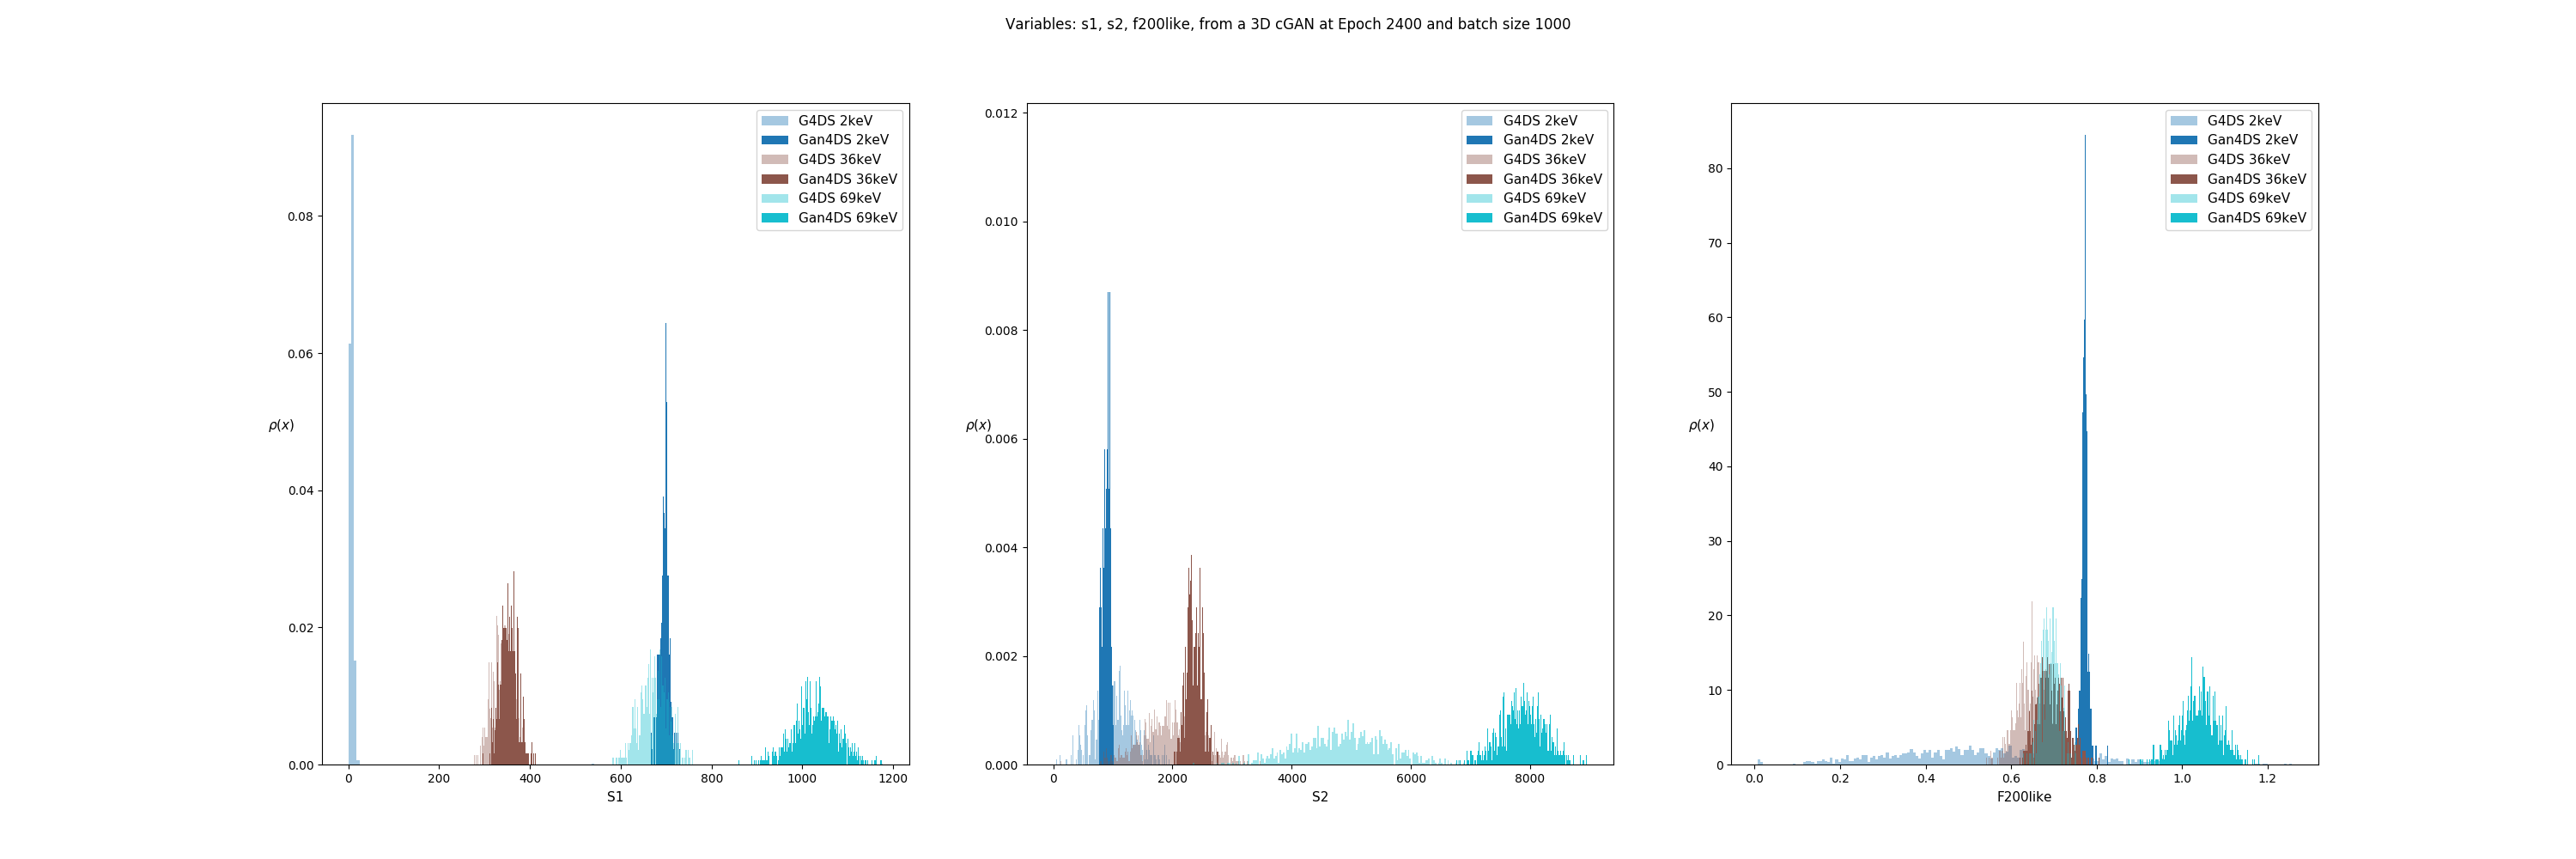 Variables: s1, s2, f200like, from a 3D cGAN at Epoch 2400 and batch size 1000
G4DS 2keV
Gan4DS 2keV
G4DS 36keV
Gan4DS 36keV
G4DS 69keV
Gan4DS 69keV
0.08
0.06
ρ(x)
0.04
0.02
0.00
0 200 400 600 800 1000 1200
S1
G4DS 2keV
Gan4DS 2keV
G4DS 36keV
Gan4DS 36keV
G4DS 69keV
Gan4DS 69keV
0.012
0.010
0.008
ρ(x)
0.006
0.004
0.002
0.000
0 2000 4000 6000 8000
S2
G4DS 2keV
Gan4DS 2keV
G4DS 36keV
Gan4DS 36keV
G4DS 69keV
Gan4DS 69keV
80
70
60
50
ρ(x)
40
30
20
10
0
0.0 0.2 0.4 0.6 0.8 1.0 1.2
F200like